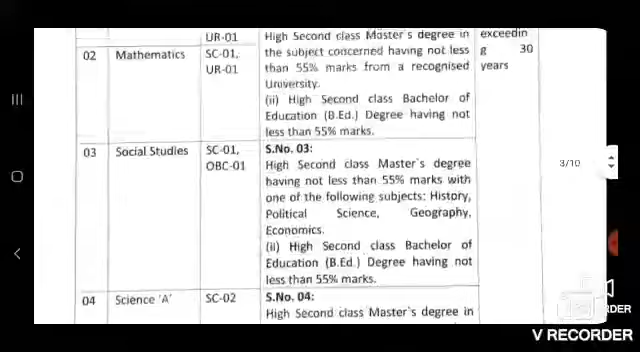 UR-01 High Second class Master's degree in exceedin
02 Mathematics SC-01, the subject concerned having not less g 30
UR-01 than 55% marks from a recognised years
University.
(ii) High Second class Bachelor of
Education (B.Ed.) Degree having not
less than 55% marks.
03 Social Studies SC-01, S.No. 03:
OBC-01 High Second class Master's degree
having not less than 55% marks with
one of the following subjects: History,
Political Science, Geography,
Economics.
(ii) High Second class Bachelor of
Education (B.Ed.) Degree having not
less than 55% marks.
04 Science 'A' SC-02 S.No. 04:
High Second class Master's degree in
3/10
RDER
V RECORDER